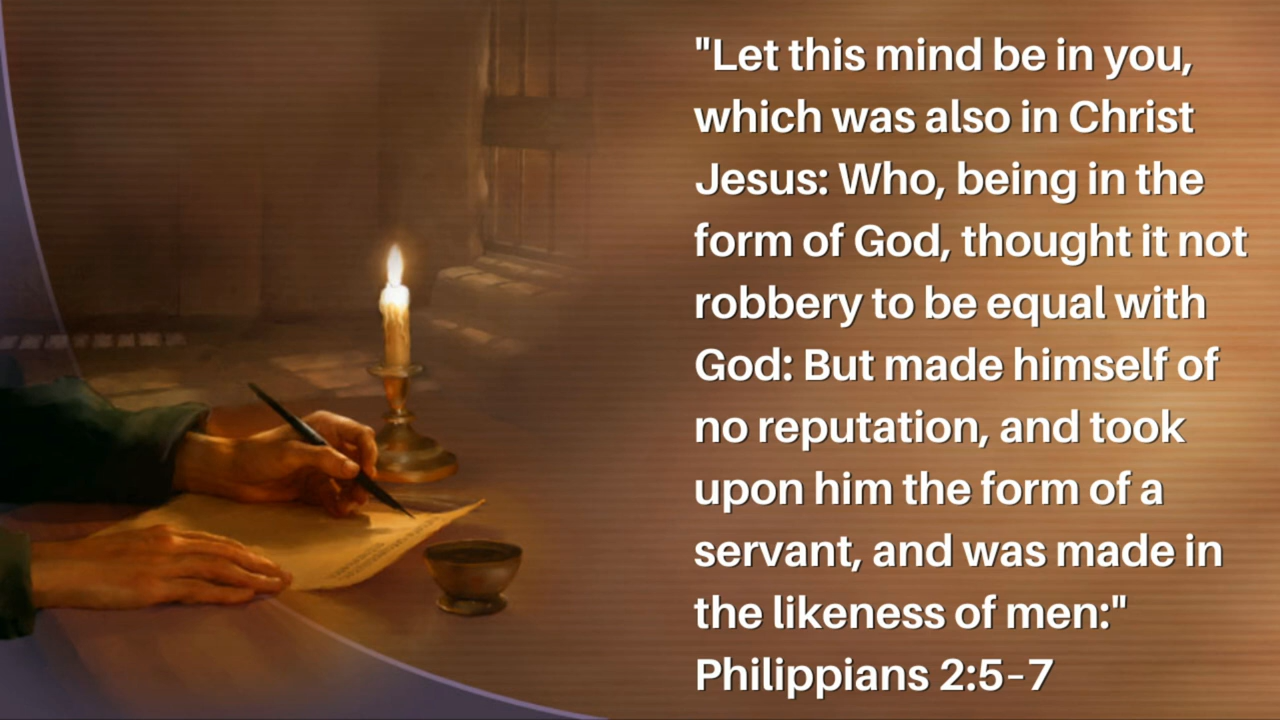 "Let this mind be in you,
which was also in Christ
Jesus: Who, being in the
form of God, thought it not
robbery to be equal with
God: But made himself of
no reputation, and took
upon him the form of a
servant, and was made in
the likeness of men:"
Philippians 2:5–7